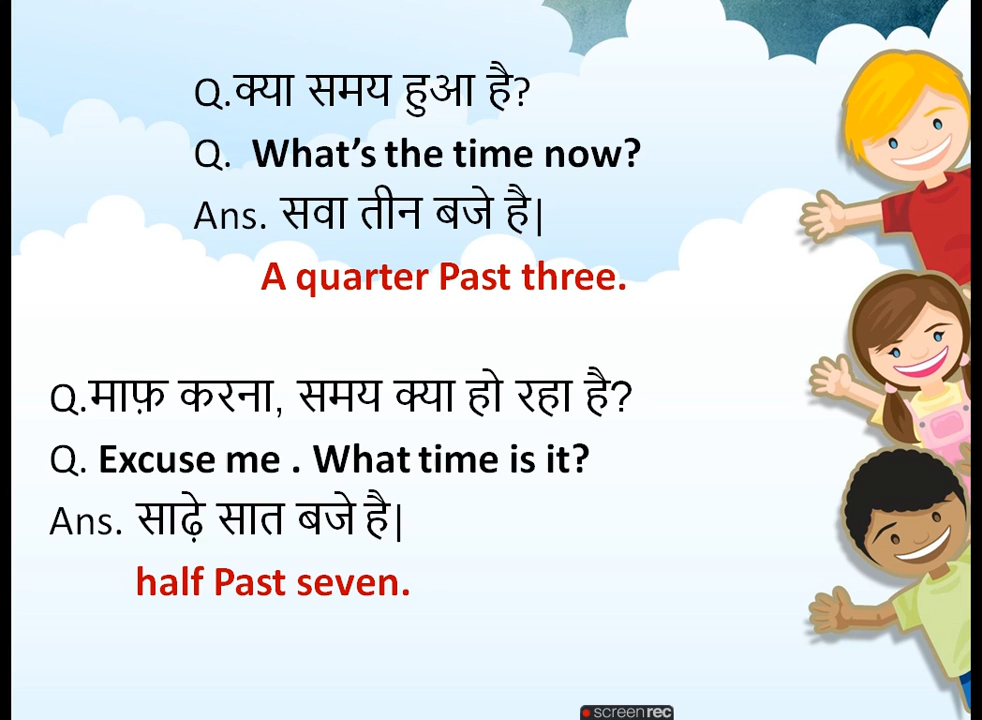 Q.क्या समय हुआ है?
Q. What's the time now?
Ans. सवा तीन बजे है|
A quarter Past three.
Q.माफ़ करना, समय क्या हो रहा है?
Q. Excuse me . What time is it?
Ans. साढ़े सात बजे है|
half Past seven.
screenrec